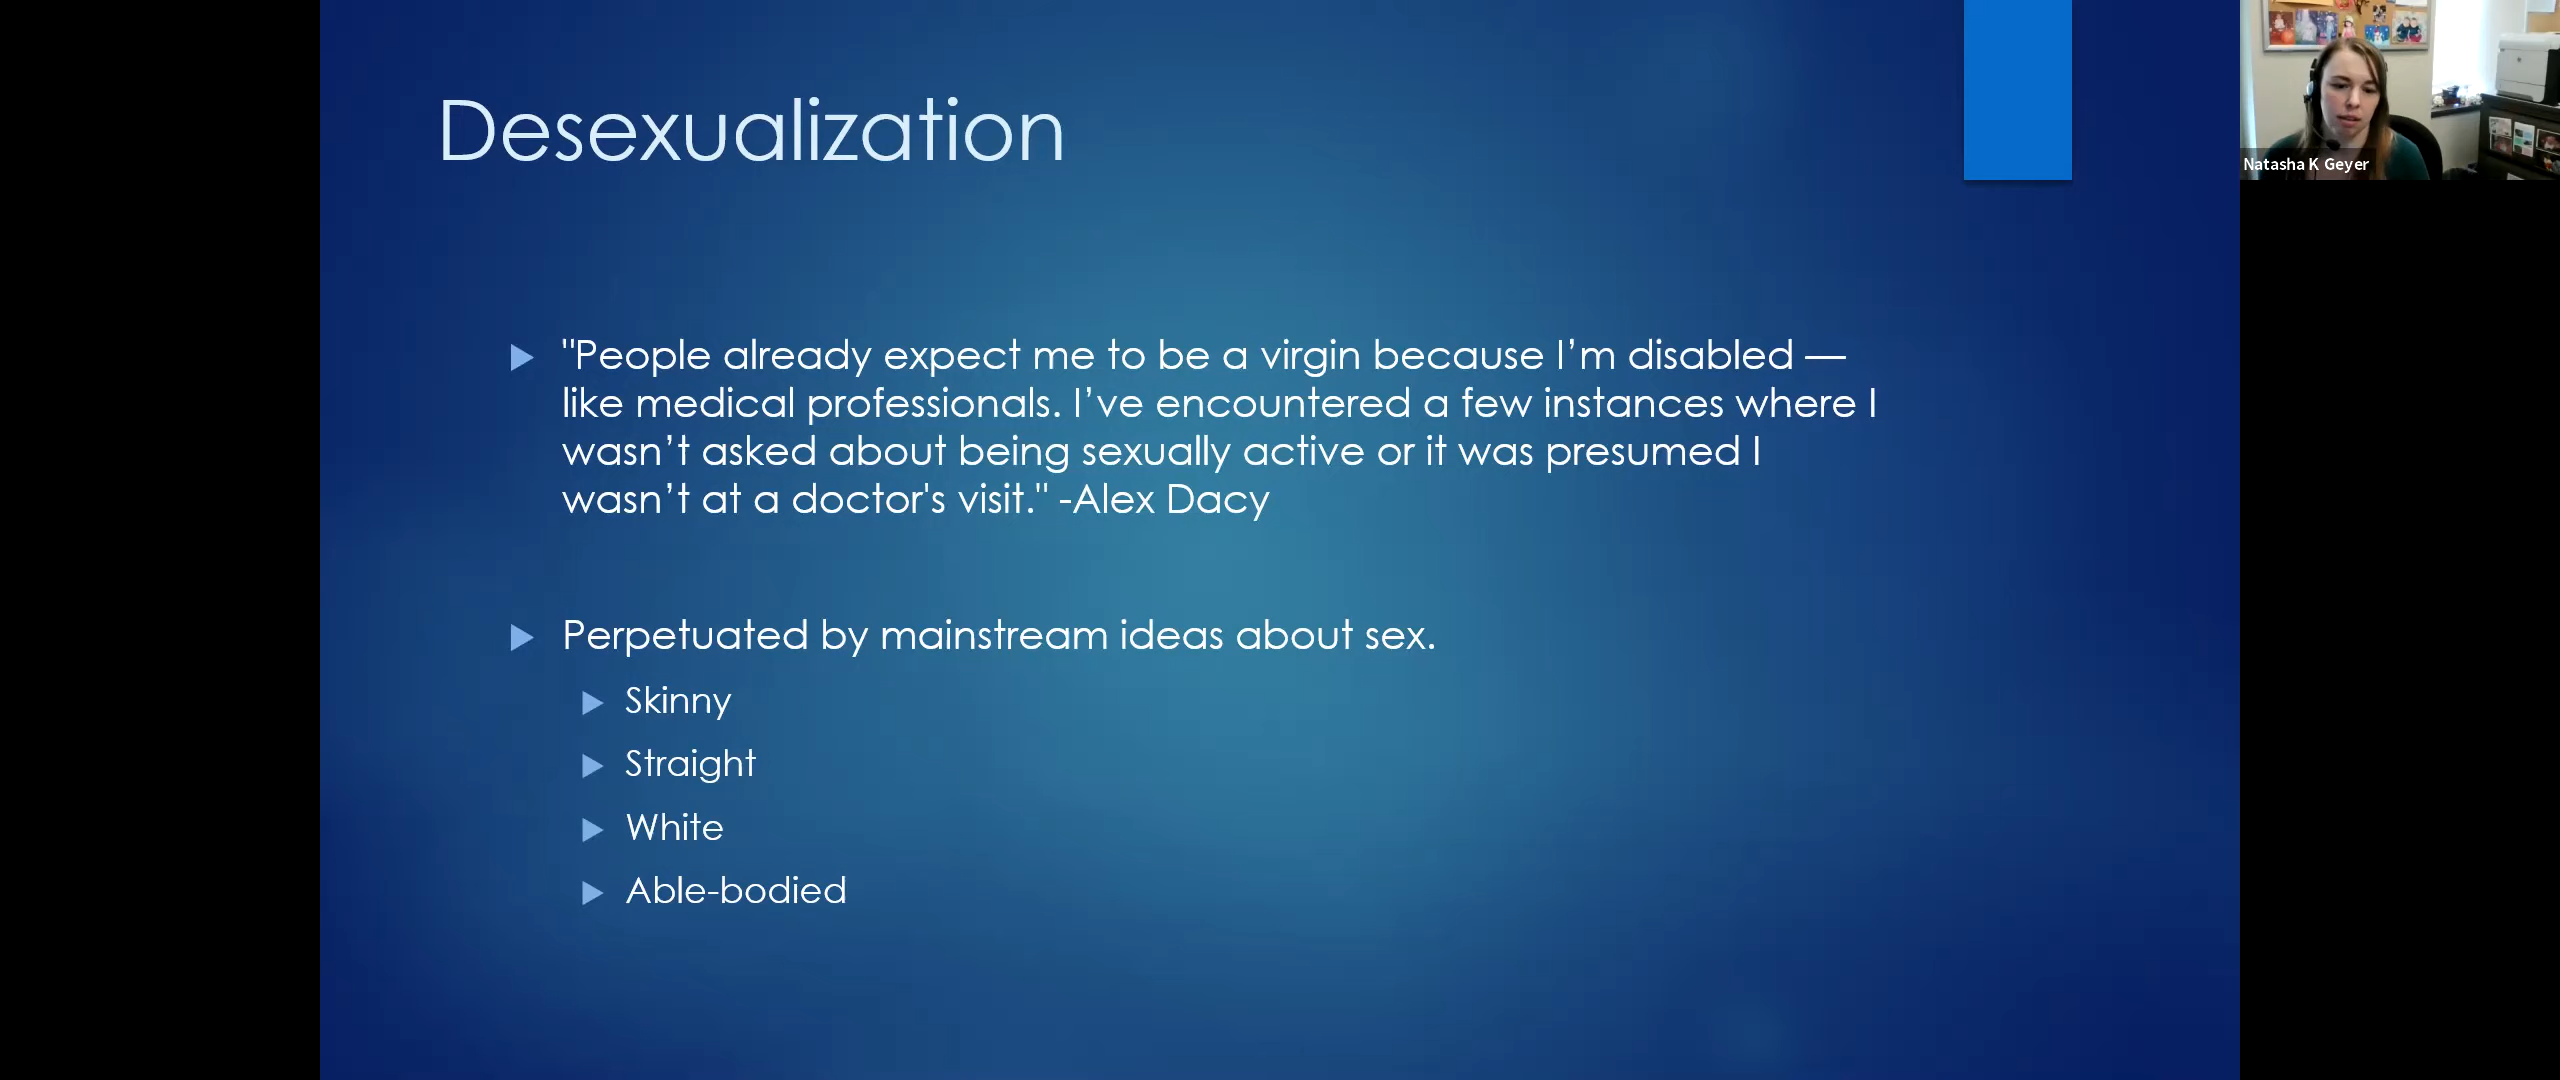 Desexualization
"People already expect me to be a virgin because I’m disabled —
like medical professionals. I’ve encountered a few instances where I
wasn’t asked about being sexually active or it was presumed I
wasn’t at a doctor's visit." -Alex Dacy
Perpetuated by mainstream ideas about sex.
Skinny
Straight
White
Able-bodied
Natasha K Geyer